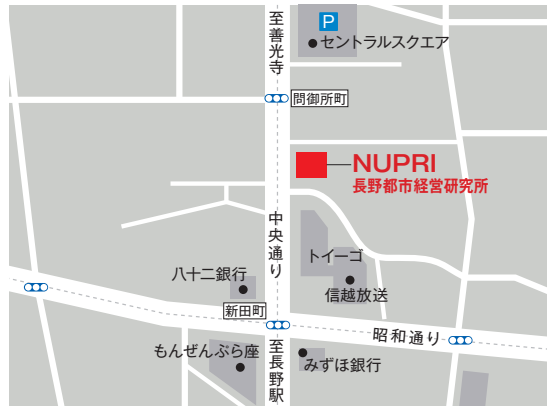 至善光寺
P
セントラルスクエア
問御所町
NUPRI
長野都市経営研究所
中央通り
トイーゴ
八十二銀行
信越放送
新田町
昭和通り
もんぜんぷら座
至長野駅
みずほ銀行